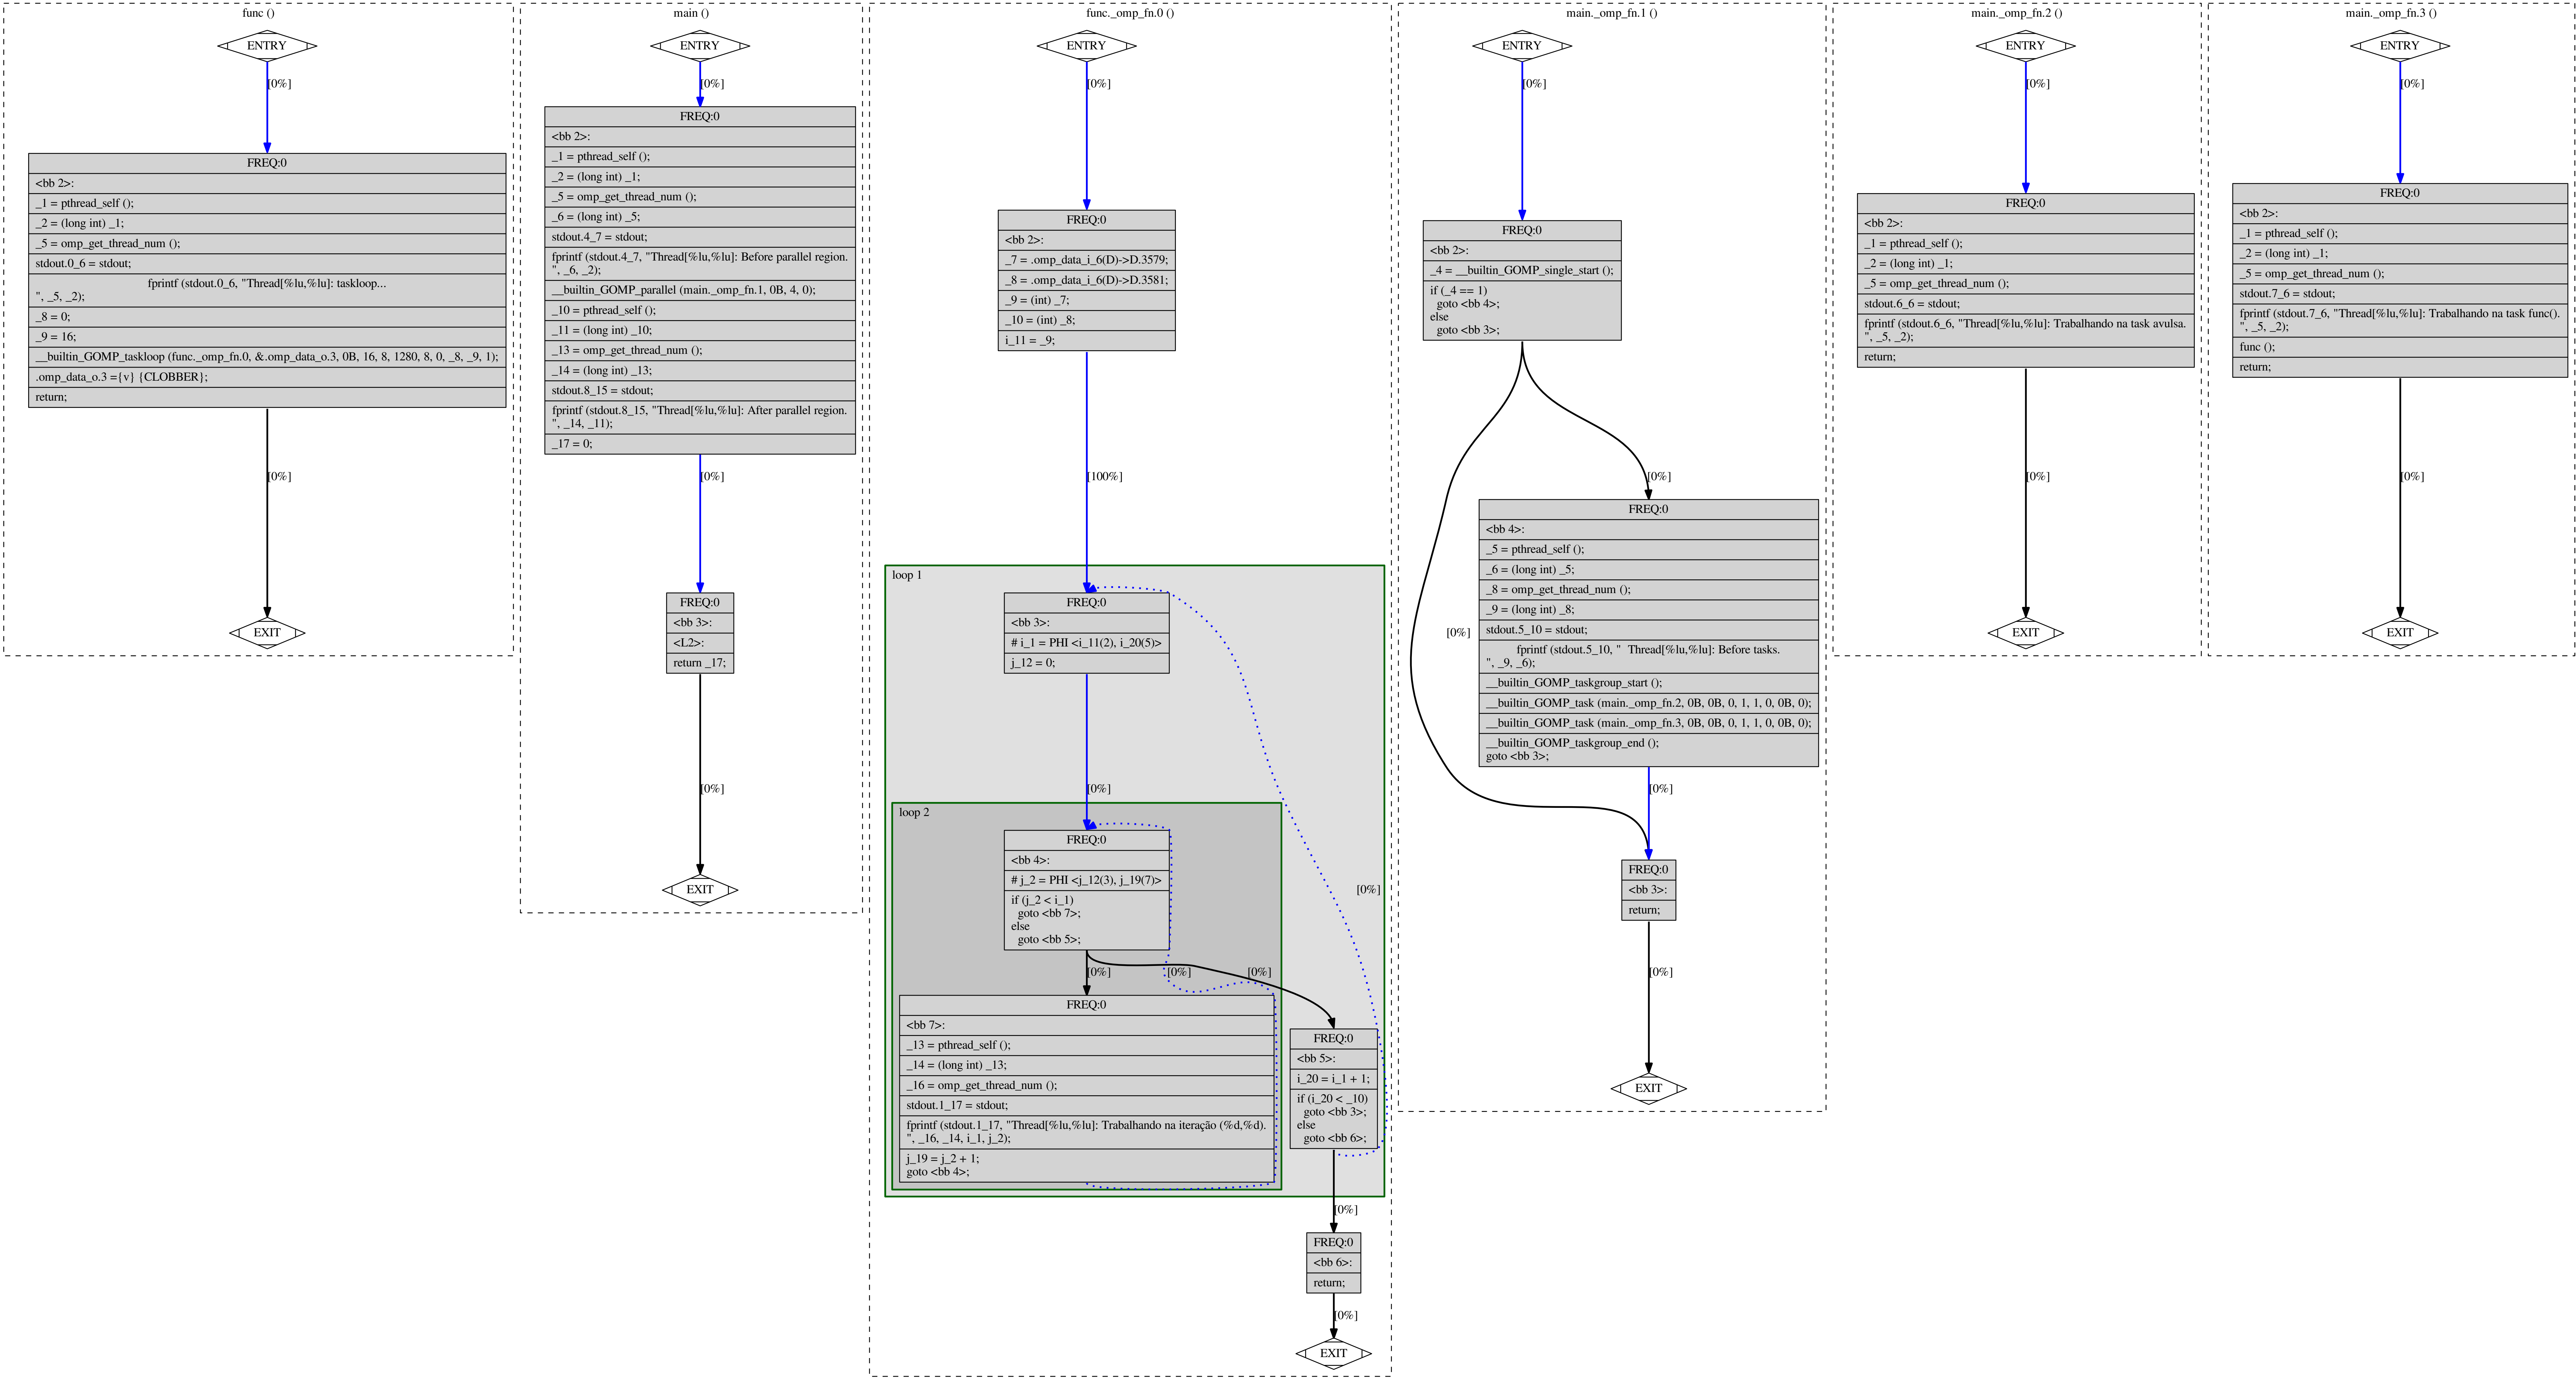 func ()
ENTRY
[0%]
FREQ:0
<bb 2>:
_1 = pthread_self ();
_2 = (long int) _1;
_5 = omp_get_thread_num ();
stdout.0_6 = stdout;
fprintf (stdout.0_6, "Thread[%lu,%lu]: taskloop...
", _5, _2);
_8 = 0;
_9 = 16;
__builtin_GOMP_taskloop (func._omp_fn.0, &.omp_data_o.3, 0B, 16, 8, 1280, 8, 0, _8, _9, 1);
.omp_data_o.3 ={v} {CLOBBER};
return;
[0%]
EXIT
main ()
ENTRY
[0%]
FREQ:0
<bb 2>:
_1 = pthread_self ();
_2 = (long int) _1;
_5 = omp_get_thread_num ();
_6 = (long int) _5;
stdout.4_7 = stdout;
fprintf (stdout.4_7, "Thread[%lu,%lu]: Before parallel region.
", _6, _2);
__builtin_GOMP_parallel (main._omp_fn.1, 0B, 4, 0);
_10 = pthread_self ();
_11 = (long int) _10;
_13 = omp_get_thread_num ();
_14 = (long int) _13;
stdout.8_15 = stdout;
fprintf (stdout.8_15, "Thread[%lu,%lu]: After parallel region.
", _14, _11);
_17 = 0;
[0%]
FREQ:0
<bb 3>:
<L2>:
return _17;
[0%]
EXIT
func._omp_fn.0 ()
ENTRY
[0%]
FREQ:0
<bb 2>:
_7 = .omp_data_i_6(D)->D.3579;
_8 = .omp_data_i_6(D)->D.3581;
_9 = (int) _7;
_10 = (int) _8;
i_11 = _9;
[100%]
loop 1
FREQ:0
<bb 3>:
# i_1 = PHI <i_11(2), i_20(5)>
j_12 = 0;
[0%]
loop 2
FREQ:0
<bb 4>:
# j_2 = PHI <j_12(3), j_19(7)>
if (j_2 < i_1)
goto <bb 7>;
else
goto <bb 5>;
[0%]
[0%]
[0%]
[0%]
FREQ:0
<bb 7>:
_13 = pthread_self ();
_14 = (long int) _13;
_16 = omp_get_thread_num ();
stdout.1_17 = stdout;
fprintf (stdout.1_17, "Thread[%lu,%lu]: Trabalhando na iteração (%d,%d).
", _16, _14, i_1, j_2);
j_19 = j_2 + 1;
goto <bb 4>;
FREQ:0
<bb 5>:
i_20 = i_1 + 1;
if (i_20 < _10)
goto <bb 3>;
else
goto <bb 6>;
[0%]
FREQ:0
<bb 6>:
return;
[0%]
EXIT
main._omp_fn.1 ()
ENTRY
[0%]
FREQ:0
<bb 2>:
_4 = __builtin_GOMP_single_start ();
if (_4 == 1)
goto <bb 4>;
else
goto <bb 3>;
[0%]
[0%]
FREQ:0
<bb 4>:
_5 = pthread_self ();
_6 = (long int) _5;
_8 = omp_get_thread_num ();
_9 = (long int) _8;
stdout.5_10 = stdout;
fprintf (stdout.5_10, "  Thread[%lu,%lu]: Before tasks.
", _9, _6);
__builtin_GOMP_taskgroup_start ();
__builtin_GOMP_task (main._omp_fn.2, 0B, 0B, 0, 1, 1, 0, 0B, 0);
__builtin_GOMP_task (main._omp_fn.3, 0B, 0B, 0, 1, 1, 0, 0B, 0);
__builtin_GOMP_taskgroup_end ();
goto <bb 3>;
[0%]
FREQ:0
<bb 3>:
return;
[0%]
EXIT
main._omp_fn.2 ()
ENTRY
[0%]
FREQ:0
<bb 2>:
_1 = pthread_self ();
_2 = (long int) _1;
_5 = omp_get_thread_num ();
stdout.6_6 = stdout;
fprintf (stdout.6_6, "Thread[%lu,%lu]: Trabalhando na task avulsa.
", _5, _2);
return;
[0%]
EXIT
main._omp_fn.3 ()
ENTRY
[0%]
FREQ:0
<bb 2>:
_1 = pthread_self ();
_2 = (long int) _1;
_5 = omp_get_thread_num ();
stdout.7_6 = stdout;
fprintf (stdout.7_6, "Thread[%lu,%lu]: Trabalhando na task func().
", _5, _2);
func ();
return;
[0%]
EXIT